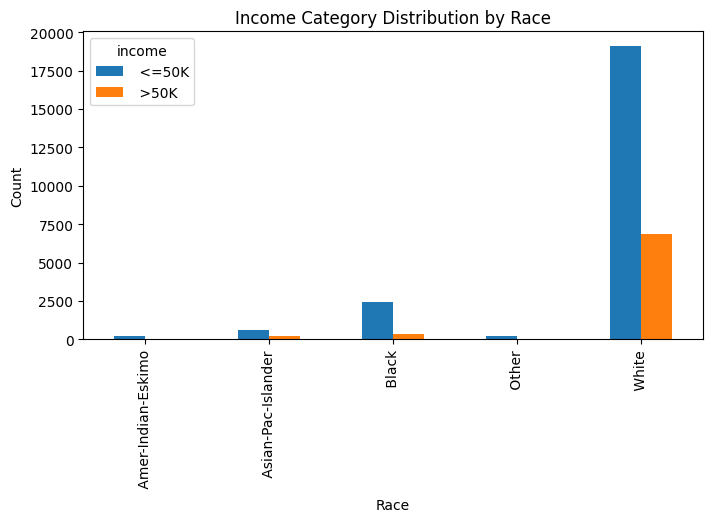 Income Category Distribution by Race
income
<=50K
>50K
Count
20000
17500
15000
12500
10000
7500
5000
2500
0
Amer-Indian-Eskimo
Asian-Pac-Islander
Black
Other
White
Race